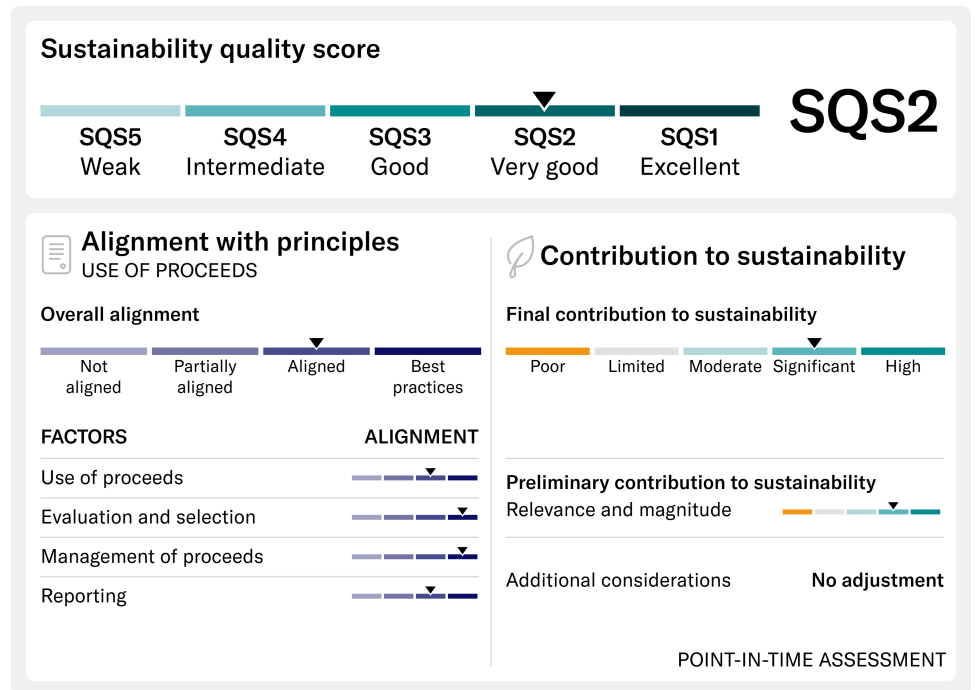 Sustainability quality score
SQS2
SQS5
SQS4
SQS3
SQS2
SQS1
Weak
Intermediate
Good
Very good
Excellent
Alignment with principles
USE OF PROCEEDS
Overall alignment
Not
aligned
Partially
aligned
Aligned
Best
practices
FACTORS
ALIGNMENT
Use of proceeds
Evaluation and selection
Management of proceeds
Reporting
Contribution to sustainability
Final contribution to sustainability
Poor
Limited
Moderate
Significant
High
Preliminary contribution to sustainability
Relevance and magnitude
Additional considerations
No adjustment
POINT-IN-TIME ASSESSMENT